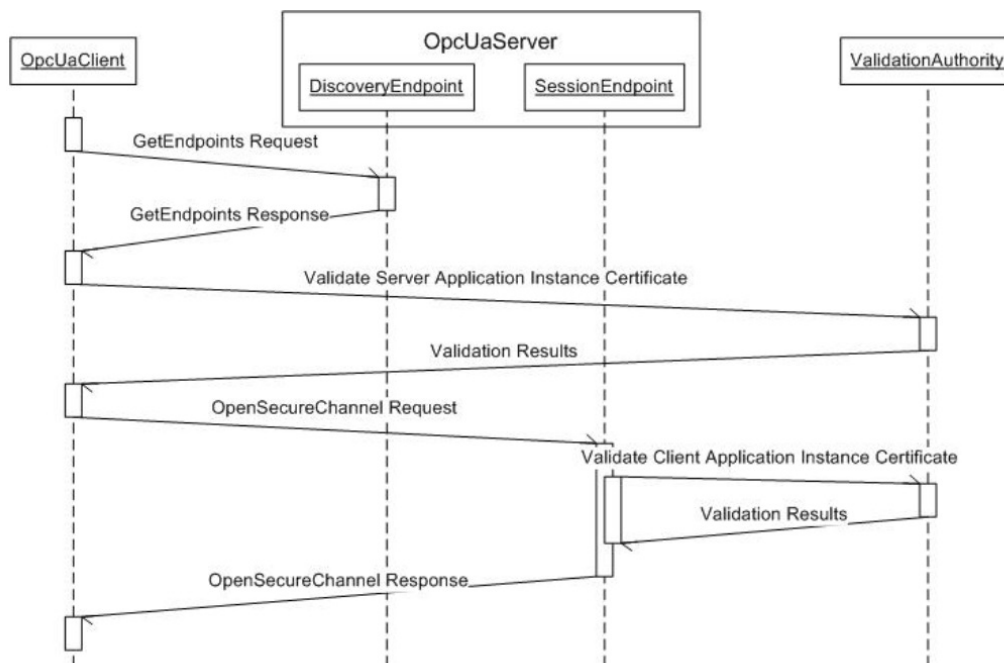 OpcUaServer
OpcUaClient
DiscoveryEndpoint
SessionEndpoint
ValidationAuthority
GetEndpoints Request
GetEndpoints Response
Validate Server Application Instance Certificate
Validation Results
OpenSecureChannel Request
Validate Client Application Instance Certificate
Validation Results
OpenSecureChannel Response